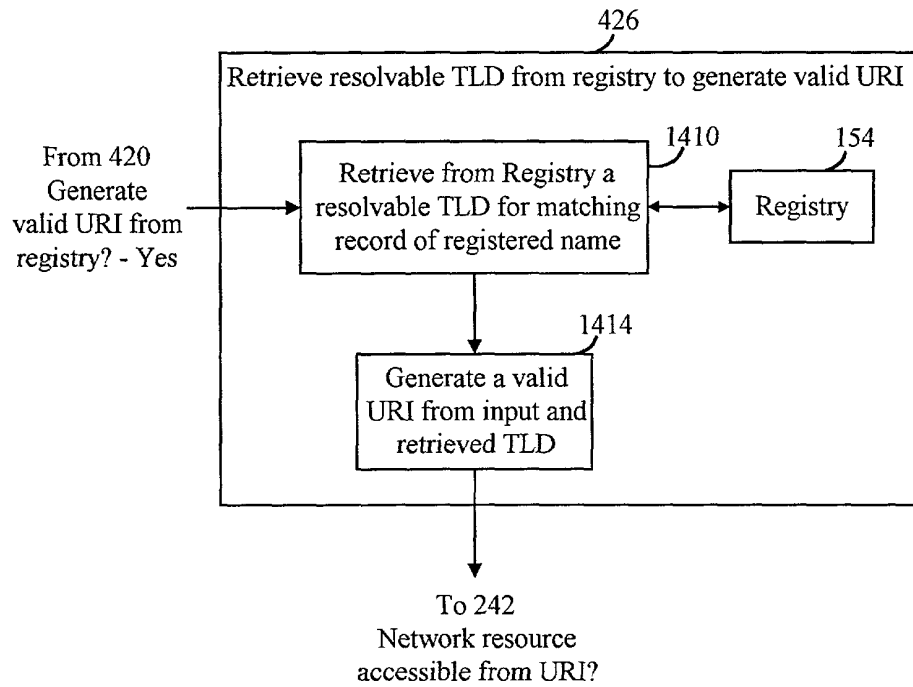 426
Retrieve resolvable TLD from registry to generate valid URI
From 420
Generate
valid URI from
registry? - Yes
1410
Retrieve from Registry a
resolvable TLD for matching
record of registered name
154
Registry
1414
Generate a valid
URI from input and
retrieved TLD
To 242
Network resource
accessible from URI?